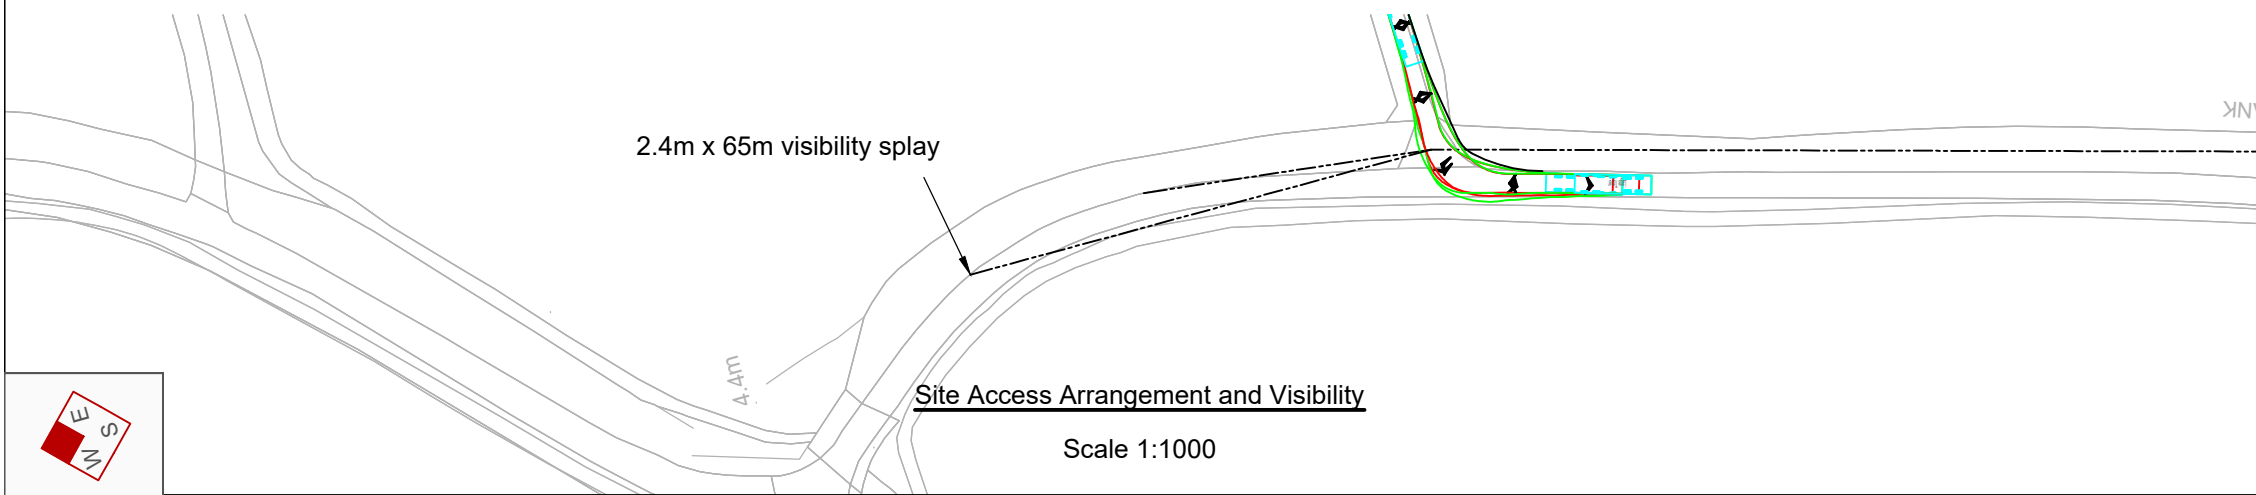 2.4m x 65m visibility splay
4.4m
Site Access Arrangement and Visibility
Scale 1:1000
E
S
W